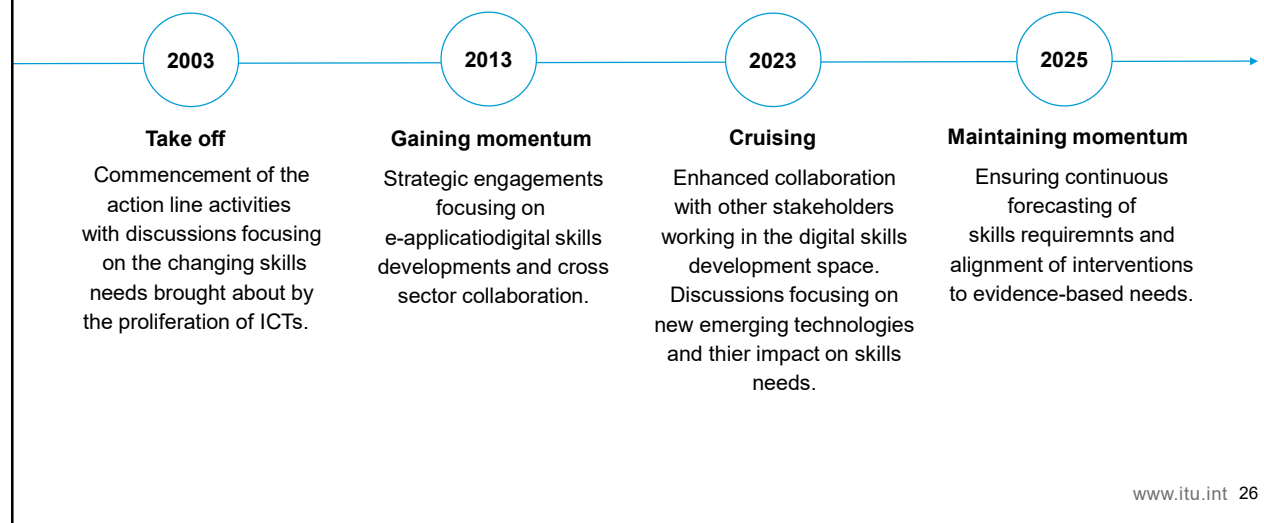 2003
Take off
Commencement of the
action line activities
with discussions focusing
on the changing skills
needs brought about by
the proliferation of ICTs.
2013
Gaining momentum
Strategic engagements
focusing on
e-applicatiodigital skills
developments and cross
sector collaboration.
2023
Cruising
Enhanced collaboration
with other stakeholders
working in the digital skills
development space.
Discussions focusing on
new emerging technologies
and thier impact on skills
needs.
2025
Maintaining momentum
Ensuring continuous
forecasting of
skills requiremnts and
alignment of interventions
to evidence-based needs.
www.itu.int 26